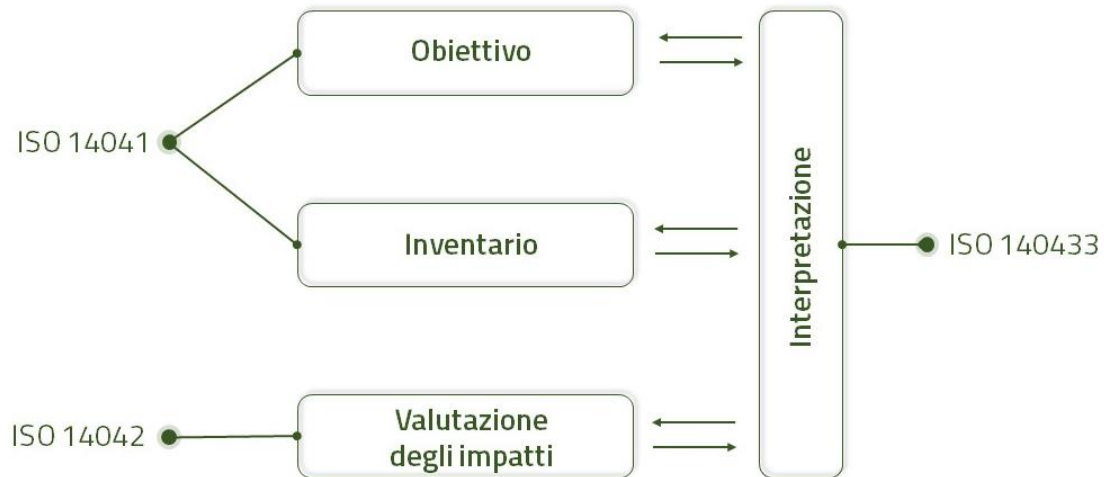 Obiettivo
ISO 14041
Inventario
Interpretazione
ISO 140433
Valutazione
degli impatti
ISO 14042